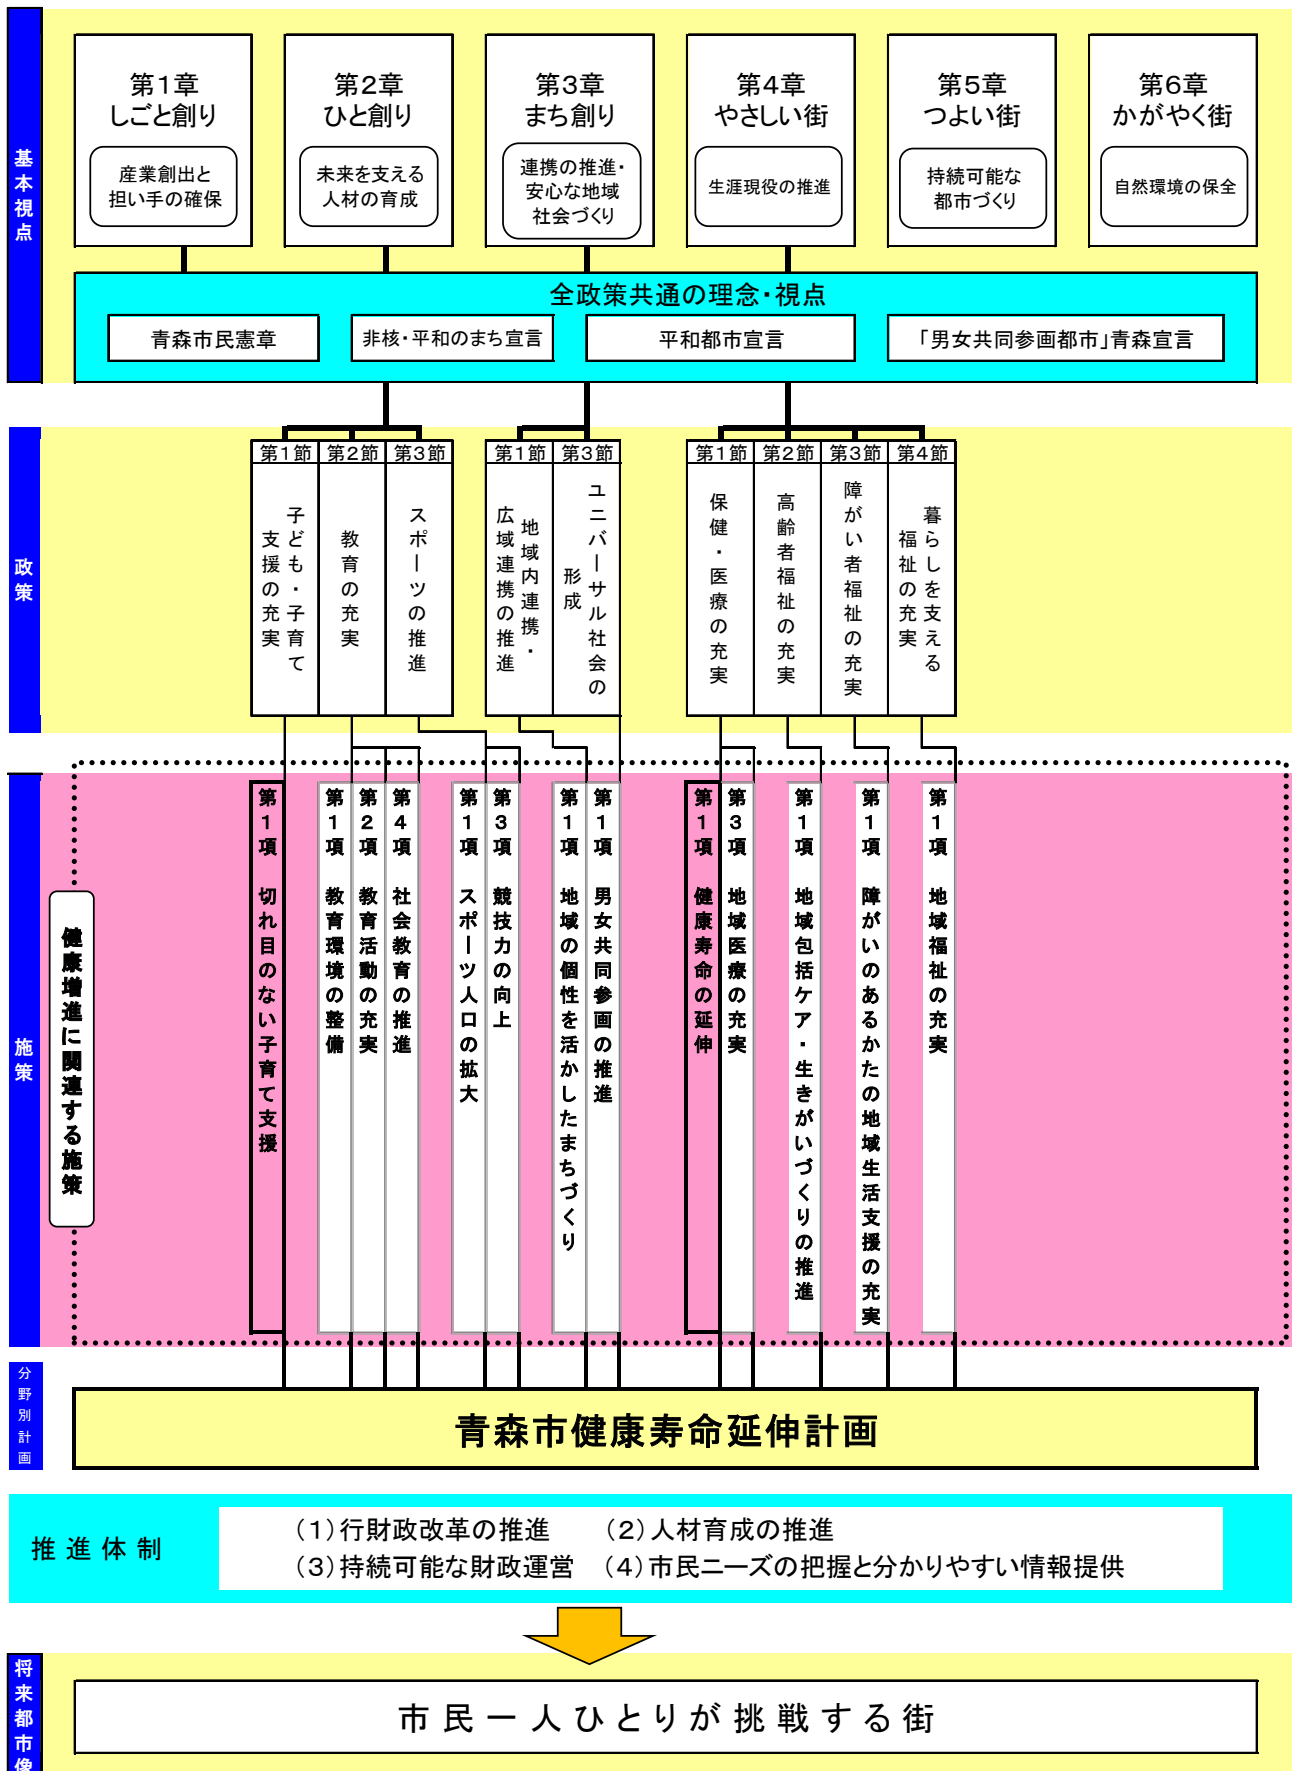 基本視点
第1章
しごと創り
産業創出と
担い手の確保
第2章
ひと創り
未来を支える
人材の育成
第3章
まち創り
連携の推進・
安心な地域
社会づくり
第4章
やさしい街
生涯現役の推進
第5章
つよい街
持続可能な
都市づくり
第6章
かがやく街
自然環境の保全
全政策共通の理念・視点
青森市民憲章
非核・平和のまち宣言
平和都市宣言
「男女共同参画都市」青森宣言
政策
第1節
子ども・子育て
支援の充実
第2節
教育の充実
第3節
スポーツの推進
第1節
地域内連携・
広域連携の推進
第3節
ユニバーサル社会の
形成
第1節
保健・医療の充実
第2節
高齢者福祉の充実
第3節
障がい者福祉の充実
第4節
暮らしを支える
福祉の充実
施策
健康増進に関連する施策
第1項 切れ目のない子育て支援
第1項 教育環境の整備
第2項 教育活動の充実
第4項 社会教育の推進
第1項 スポーツ人口の拡大
第3項 競技力の向上
第1項 地域の個性を活かしたまちづくり
第1項 男女共同参画の推進
第1項 健康寿命の延伸
第3項 地域医療の充実
第1項 地域包括ケア・生きがいづくりの推進
第1項 障がいのあるかたの地域生活支援の充実
第1項 地域福祉の充実
分野別計画
青森市健康寿命延伸計画
推進体制
（1）行財政改革の推進 （2）人材育成の推進
（3）持続可能な財政運営 （4）市民ニーズの把握と分かりやすい情報提供
将来都市像
市民一人ひとりが挑戦する街